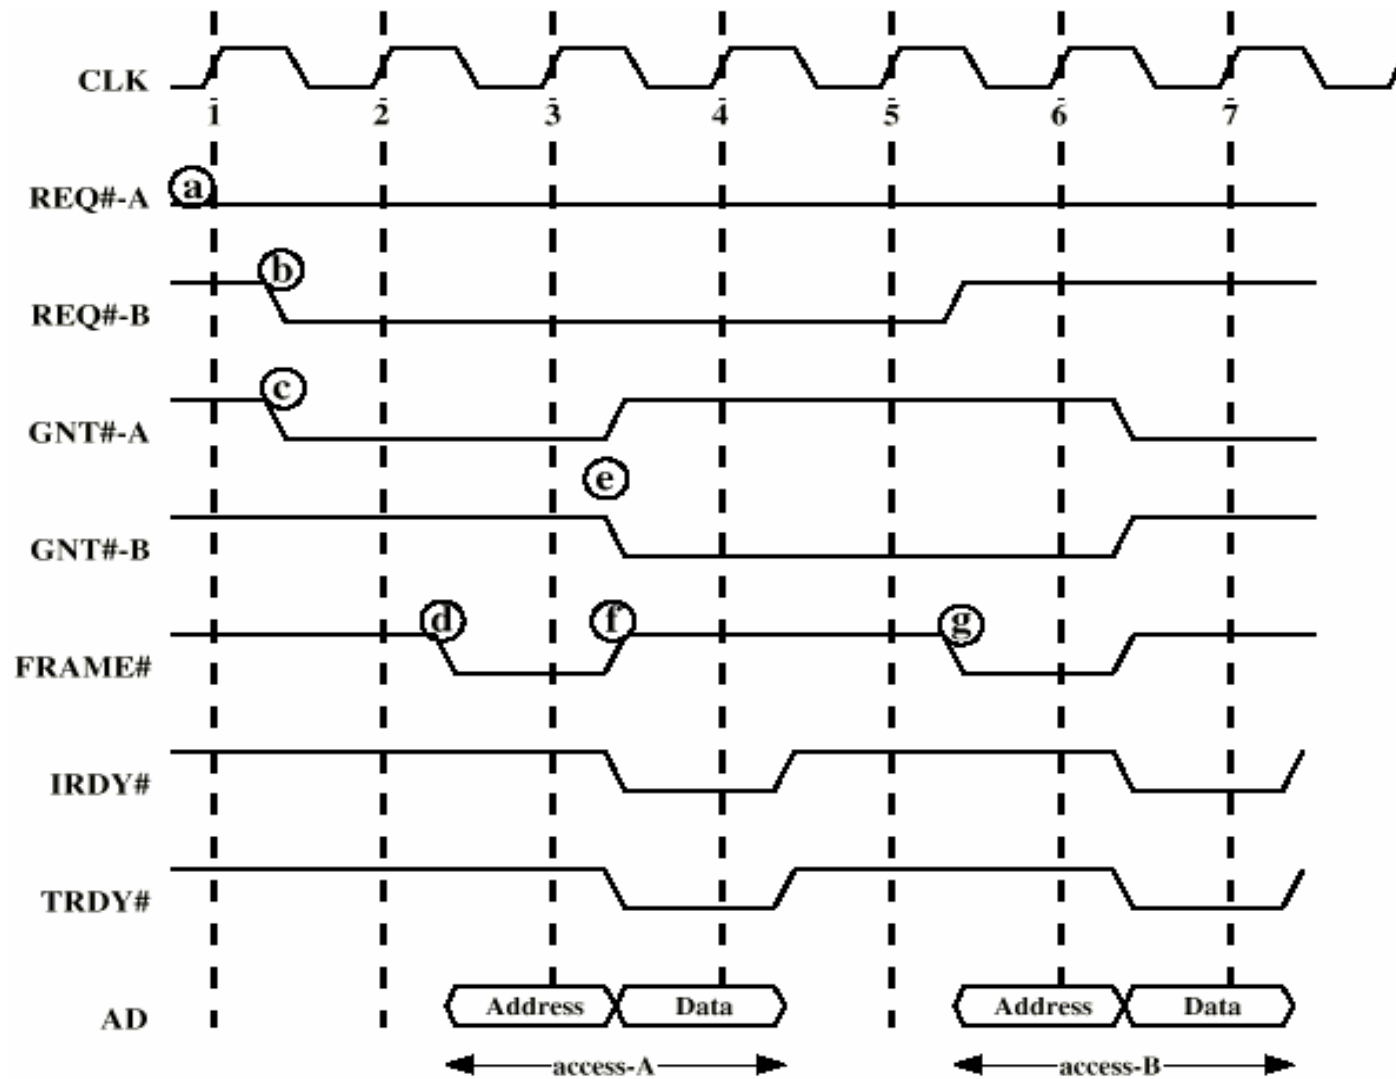 CLK
1 2 3 4 5 6 7
a
REQ#-A
b
REQ#-B
c
GNT#-A
e
GNT#-B
d f g
FRAME#
IRDY#
TRDY#
AD Address Data Address Data
access-A access-B